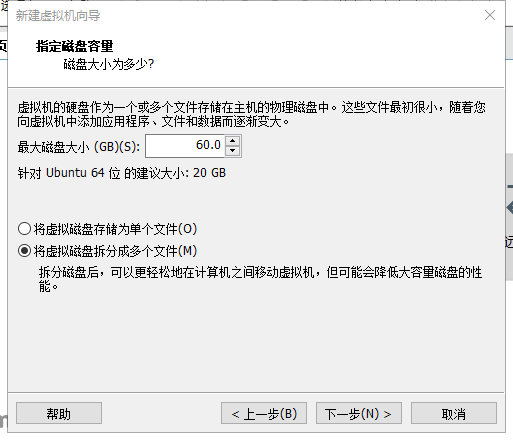 新建虚拟机向导
指定磁盘容量
磁盘大小为多少?
虚拟机的硬盘作为一个或多个文件存储在主机的物理磁盘中。这些文件最初很小，随着您
向虚拟机中添加应用程序、文件和数据而逐渐变大。
最大磁盘大小 (GB)(S): 60.0
针对 Ubuntu 64 位 的建议大小: 20 GB
将虚拟磁盘存储为单个文件(O)
将虚拟磁盘拆分成多个文件(M)
拆分磁盘后，可以更轻松地在计算机之间移动虚拟机，但可能会降低大容量磁盘的性
能。
帮助 < 上一步(B) 下一步(N) > 取消